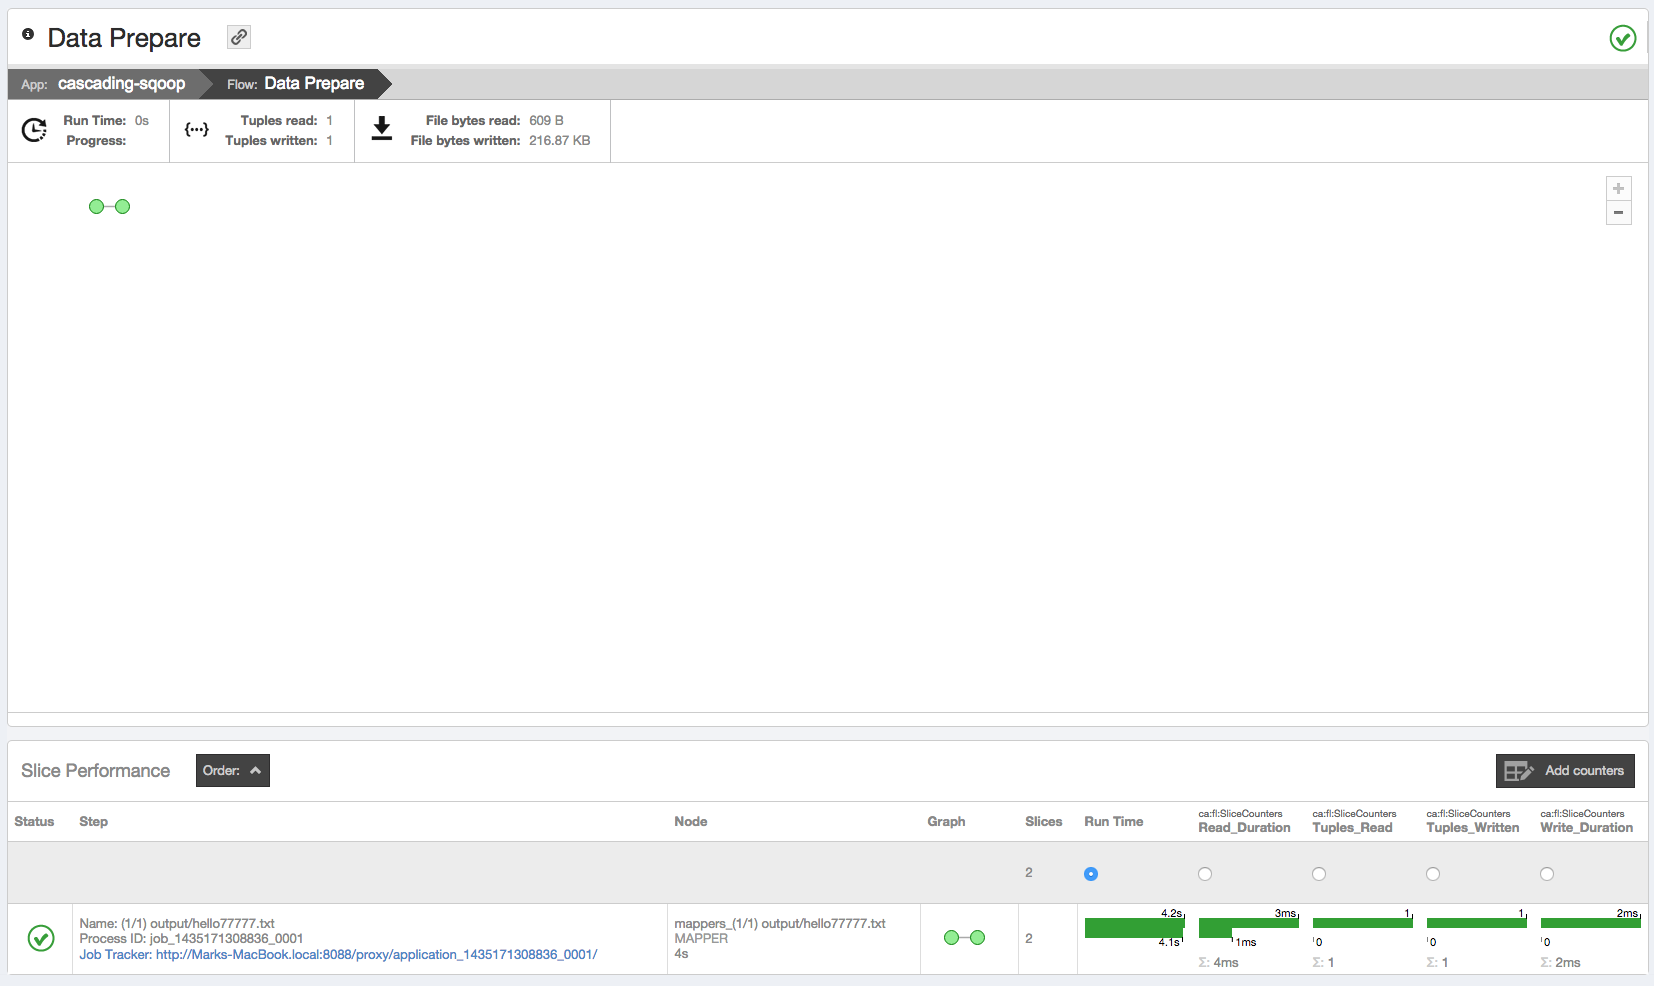 Data Prepare
App: cascading-sqoop Flow: Data Prepare
Run Time: 0s
Progress:
{···}
Tuples read: 1
Tuples written: 1
File bytes read: 609 B
File bytes written: 216.87 KB
+
−
Slice Performance
Order:
Add counters
Status Step Node Graph Slices Run Time
ca:fl:SliceCounters
Read_Duration
ca:fl:SliceCounters
Tuples_Read
ca:fl:SliceCounters
Tuples_Written
ca:fl:SliceCounters
Write_Duration
2
Name: (1/1) output/hello77777.txt
Process ID: job_1435171308836_0001
Job Tracker: http://Marks-MacBook.local:8088/proxy/application_1435171308836_0001/
mappers_(1/1) output/hello77777.txt
MAPPER
4s
2
4.2s
4.1s
3ms
1ms
Σ: 4ms
1
0
Σ: 1
1
0
Σ: 1
2ms
0
Σ: 2ms